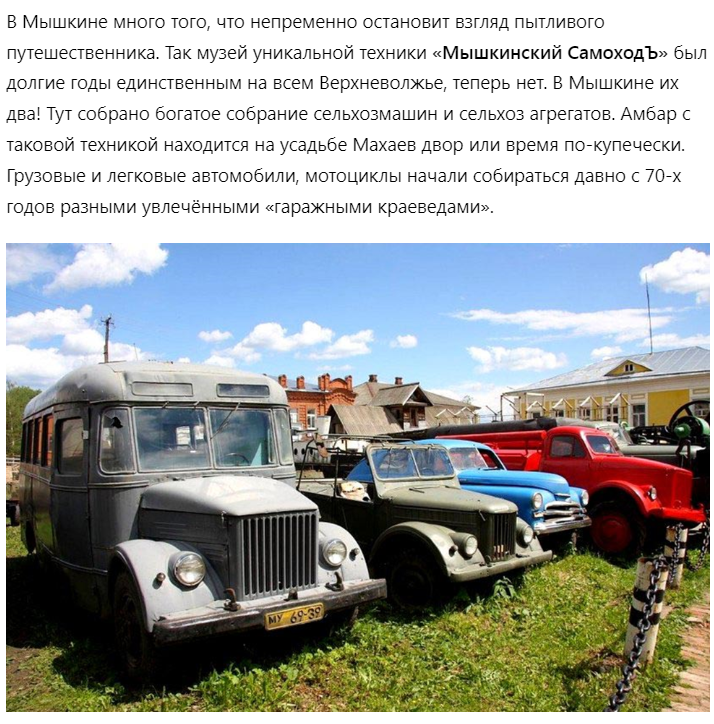 В Мышкине много того, что непременно остановит взгляд пытливого
путешественника. Так музей уникальной техники «Мышкинский СамоходЪ» был
долгие годы единственным на всем Верхневолжье, теперь нет. В Мышкине их
два! Тут собрано богатое собрание сельхозмашин и сельхоз агрегатов. Амбар с
таковой техникой находится на усадьбе Махаев двор или время по-купечески.
Грузовые и легковые автомобили, мотоциклы начали собираться давно с 70-х
годов разными увлечёнными «гаражными краеведами».
МУ 69-39